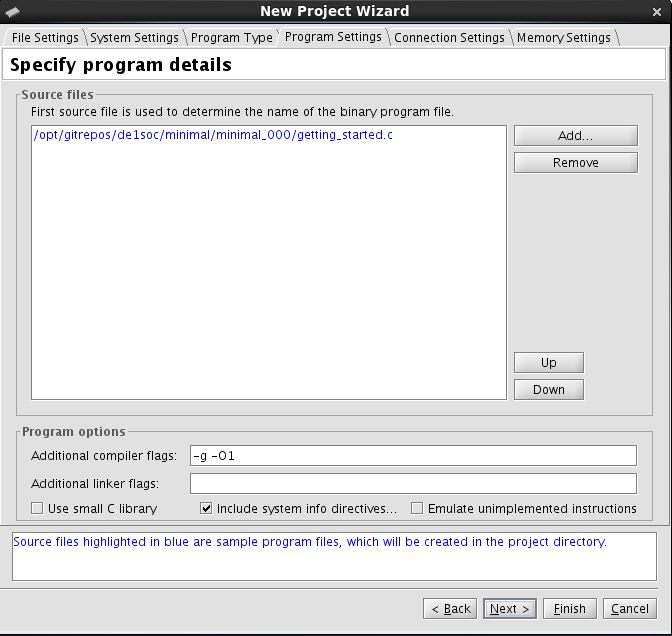 New Project Wizard
File Settings System Settings Program Type Program Settings Connection Settings Memory Settings
Specify program details
Source files
First source file is used to determine the name of the binary program file.
/opt/gitrepos/de1soc/minimal/minimal_000/getting_started.c
Add...
Remove
Up
Down
Program options
Additional compiler flags: -g -O1
Additional linker flags:
Use small C library Include system info directives... Emulate unimplemented instructions
Source files highlighted in blue are sample program files, which will be created in the project directory.
< Back Next > Finish Cancel